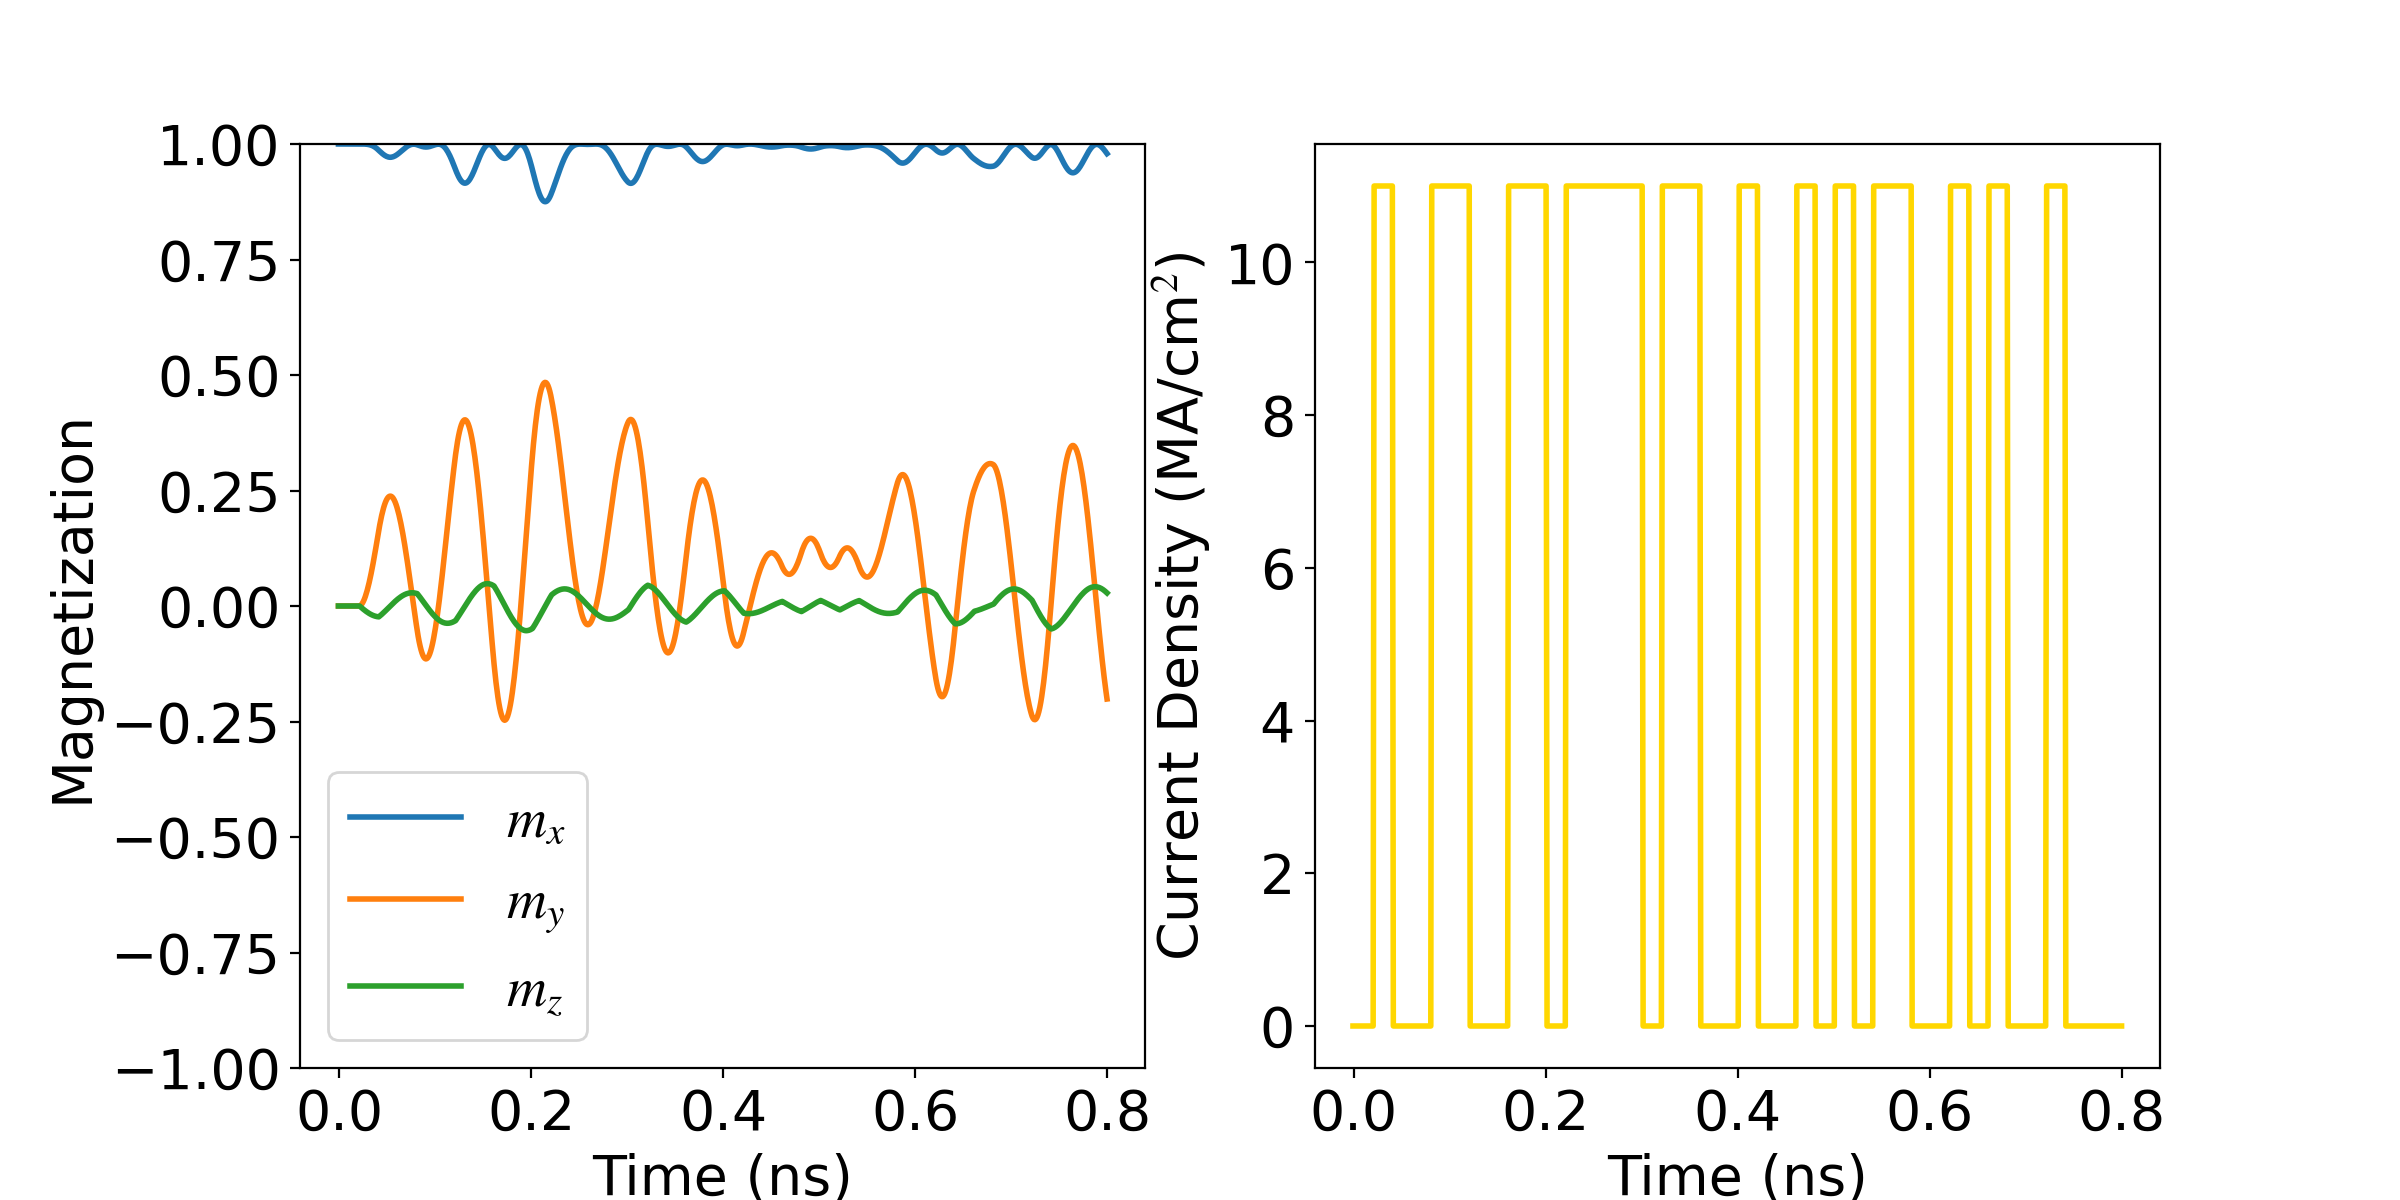 Magnetization
1.00
0.75
0.50
0.25
0.00
−0.25
−0.50
−0.75
−1.00
0.0 0.2 0.4 0.6 0.8
Time (ns)
m_x
m_y
m_z
Current Density (MA/cm²)
10
8
6
4
2
0
0.0 0.2 0.4 0.6 0.8
Time (ns)